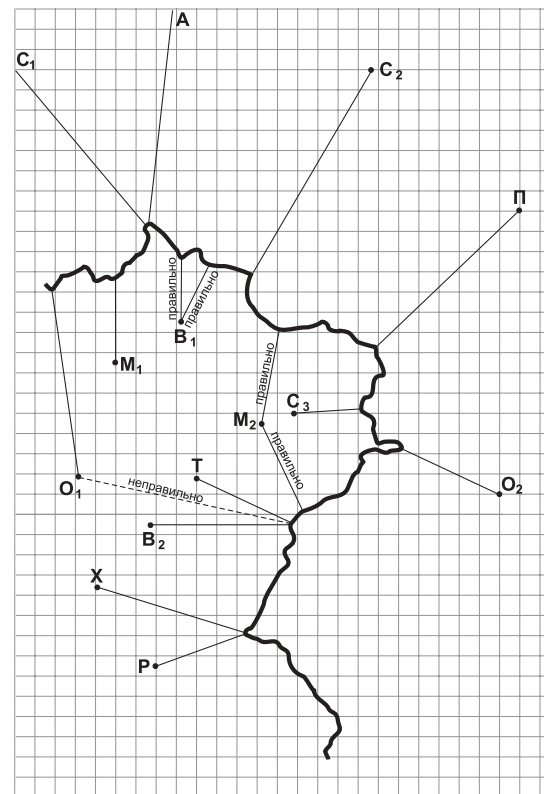 A
C1
C2
П
правильно
правильно
B1
M1
правильно
C3
M2
правильно
T
O1
неправильно
O2
B2
X
P